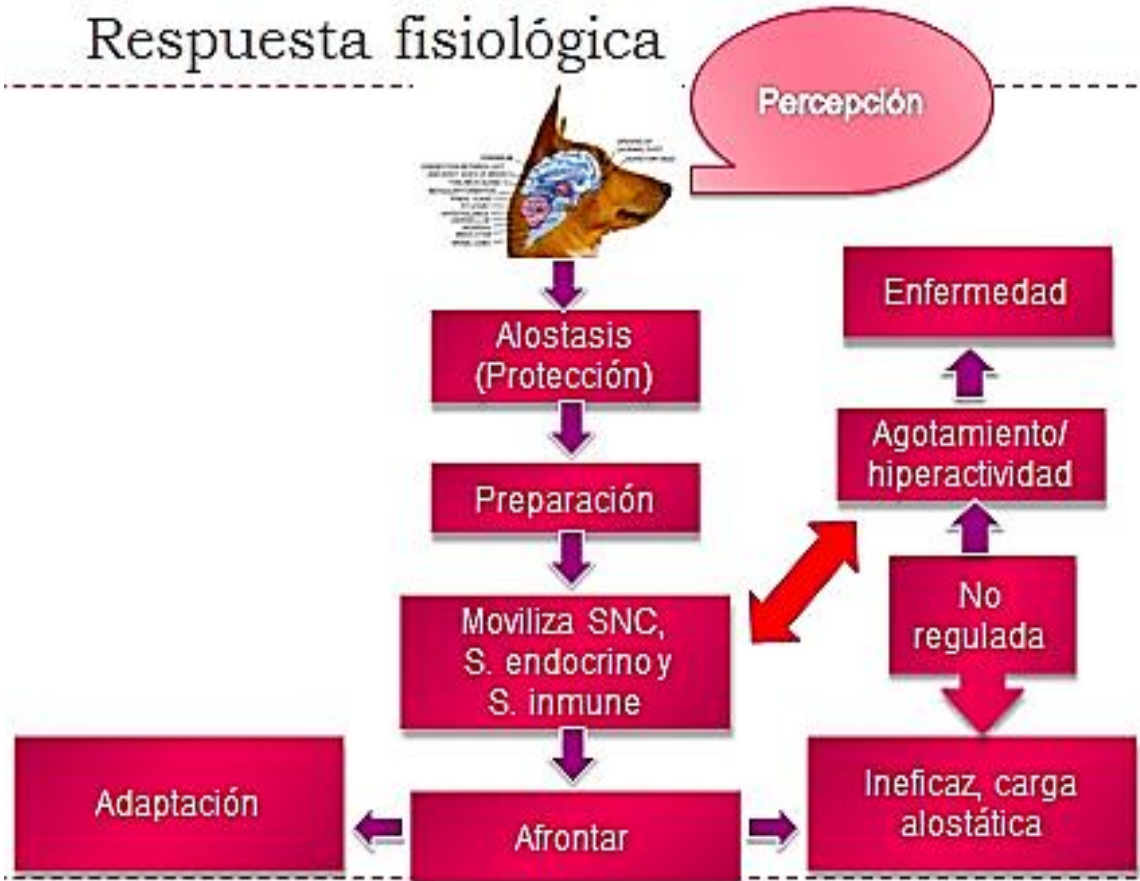 Respuesta fisiológica
Percepción
Alostasis
(Protección)
Preparación
Moviliza SNC,
S. endocrino y
S. inmune
Afrontar
Adaptación
Ineficaz, carga
alostática
No
regulada
Agotamiento/
hiperactividad
Enfermedad